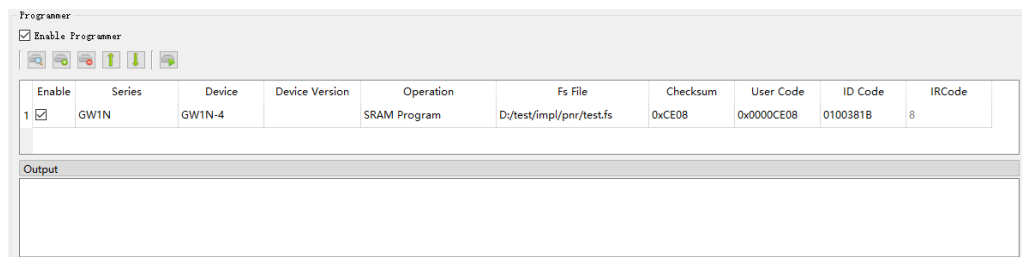 Programmer
Enable Programmer
Enable Series Device Device Version Operation Fs File Checksum User Code ID Code IRCode
1 GW1N GW1N-4 SRAM Program D:/test/impl/pnr/test.fs 0xCE08 0x0000CE08 0100381B 8
Output